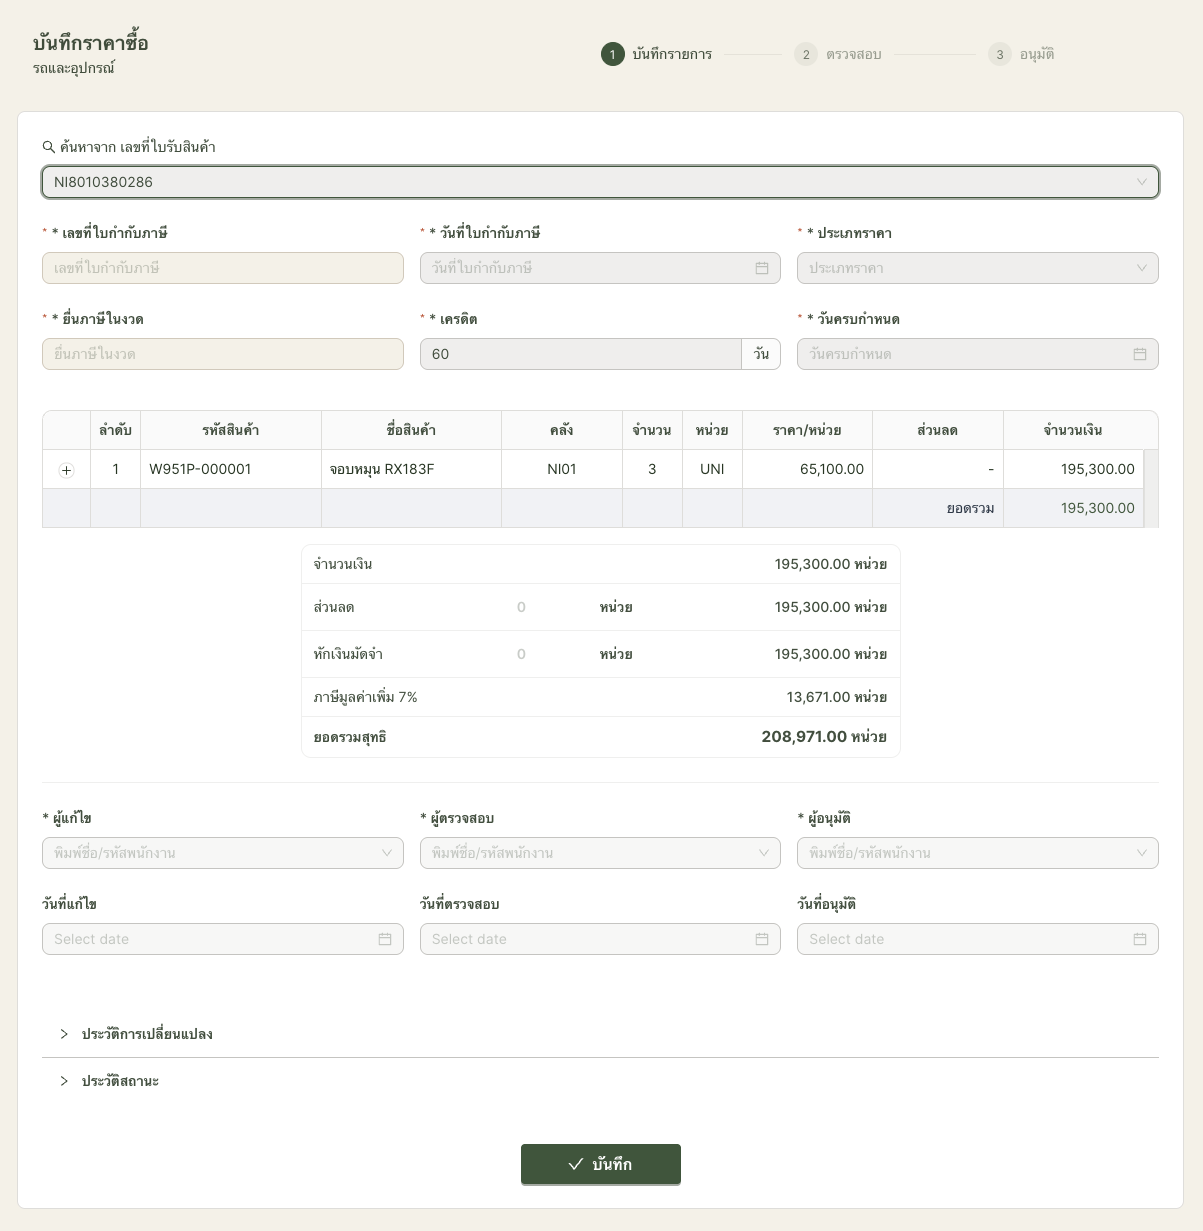 บันทึกราคาซื้อ
รถและอุปกรณ์
1 บันทึกรายการ 2 ตรวจสอบ 3 อนุมัติ
ค้นหาจาก เลขที่ใบรับสินค้า
NI8010380286
* * เลขที่ใบกำกับภาษี * * วันที่ใบกำกับภาษี * * ประเภทราคา
เลขที่ใบกำกับภาษี วันที่ใบกำกับภาษี ประเภทราคา
* * ยื่นภาษีในงวด * * เครดิต * * วันครบกำหนด
ยื่นภาษีในงวด 60 วัน วันครบกำหนด
ลำดับ รหัสสินค้า ชื่อสินค้า คลัง จำนวน หน่วย ราคา/หน่วย ส่วนลด จำนวนเงิน
1 W951P-000001 จอบหมุน RX183F NI01 3 UNI 65,100.00 - 195,300.00
ยอดรวม 195,300.00
จำนวนเงิน 195,300.00 หน่วย
ส่วนลด 0 หน่วย 195,300.00 หน่วย
หักเงินมัดจำ 0 หน่วย 195,300.00 หน่วย
ภาษีมูลค่าเพิ่ม 7% 13,671.00 หน่วย
ยอดรวมสุทธิ 208,971.00 หน่วย
* ผู้แก้ไข * ผู้ตรวจสอบ * ผู้อนุมัติ
พิมพ์ชื่อ/รหัสพนักงาน พิมพ์ชื่อ/รหัสพนักงาน พิมพ์ชื่อ/รหัสพนักงาน
วันที่แก้ไข วันที่ตรวจสอบ วันที่อนุมัติ
Select date Select date Select date
ประวัติการเปลี่ยนแปลง
ประวัติสถานะ
บันทึก